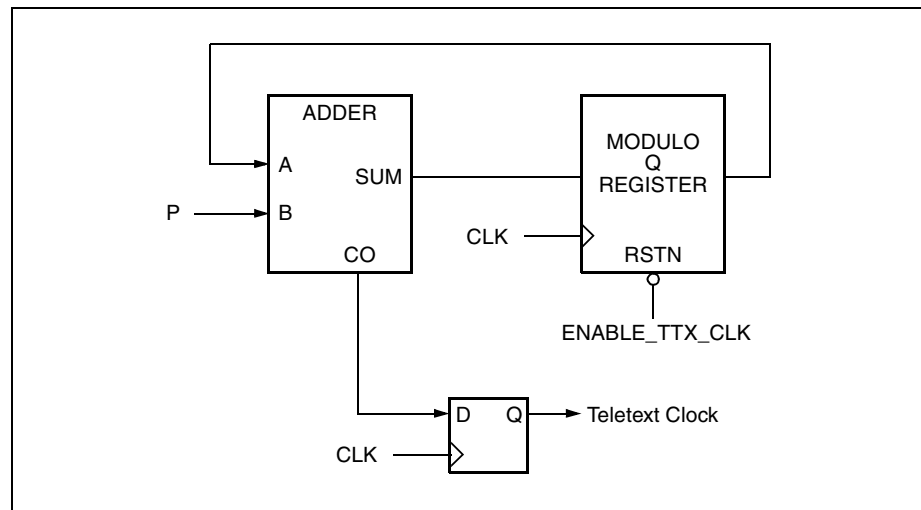 ADDER
MODULO
Q
REGISTER
A
SUM
P
B
CLK
CO
RSTN
ENABLE_TTX_CLK
D
Q
Teletext Clock
CLK